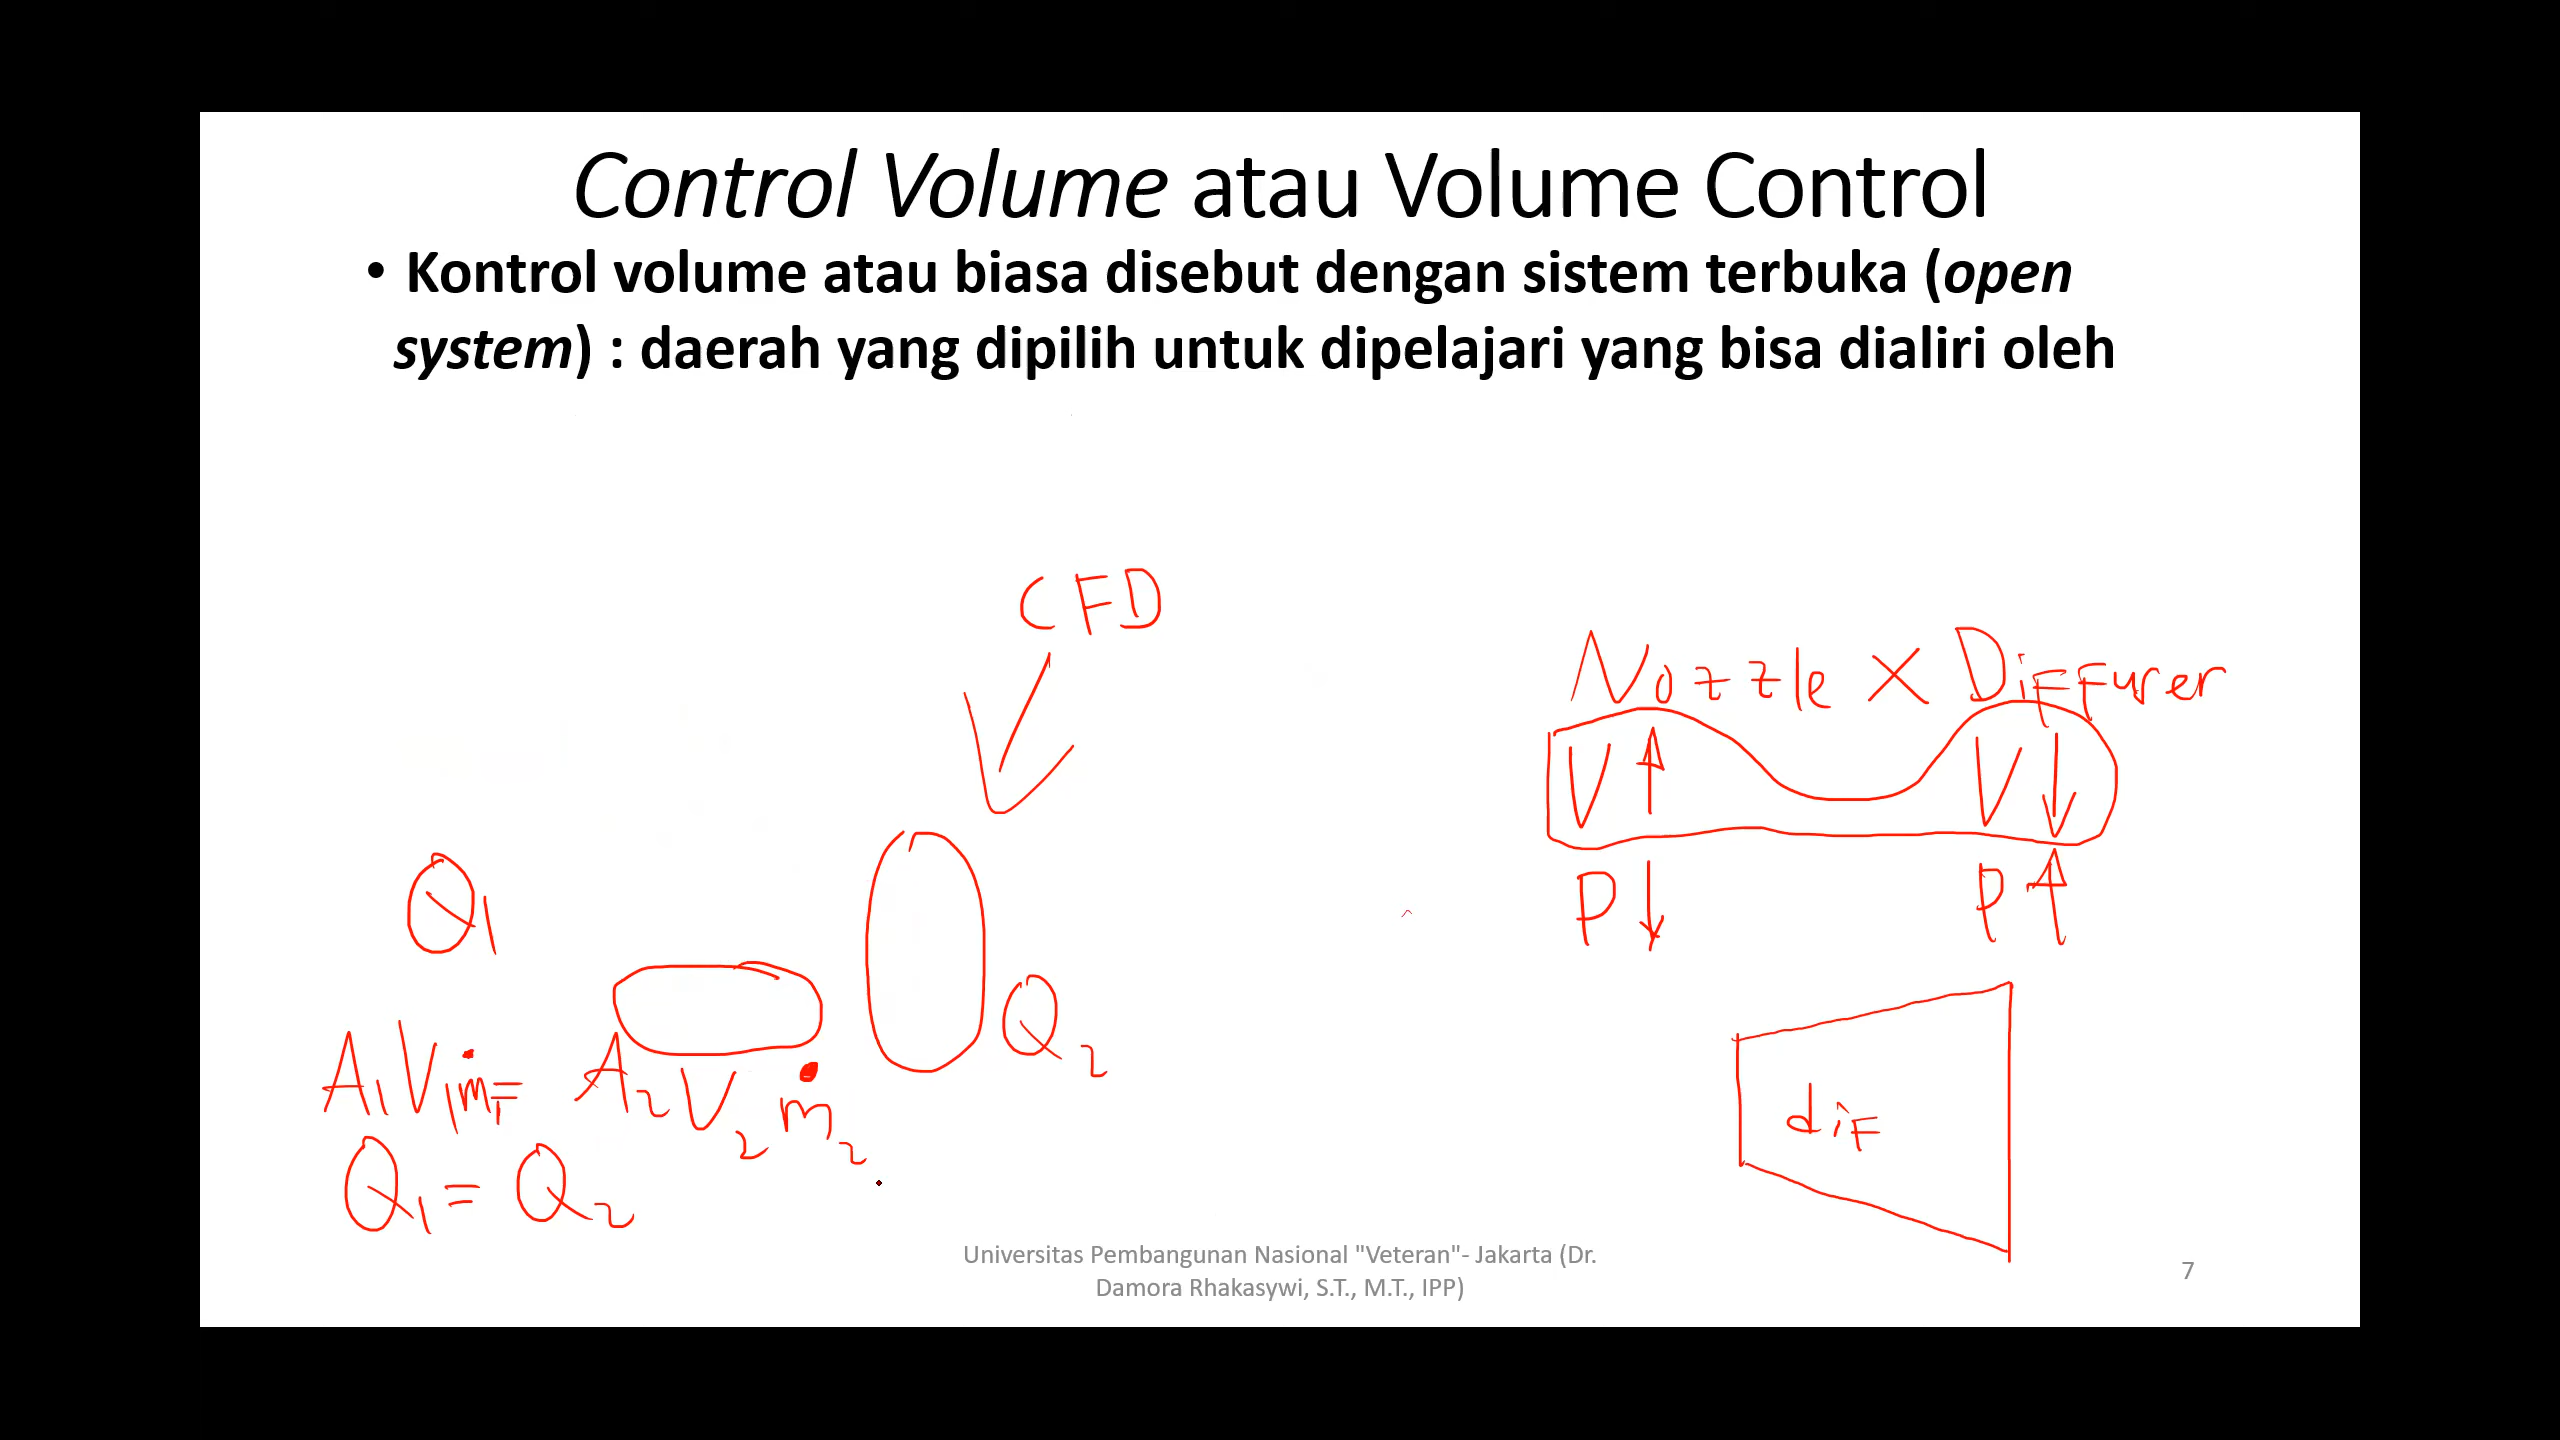 Control Volume atau Volume Control
• Kontrol volume atau biasa disebut dengan sistem terbuka (open
system) : daerah yang dipilih untuk dipelajari yang bisa dialiri oleh
CFD
Nozzle X Diffuser
V ↑ V ↓
P ↓ P ↑
Q1
Q2
A1V1ṁ1= A2V2ṁ2
Q1 = Q2
dif
Universitas Pembangunan Nasional "Veteran"- Jakarta (Dr.
Damora Rhakasywi, S.T., M.T., IPP)
7